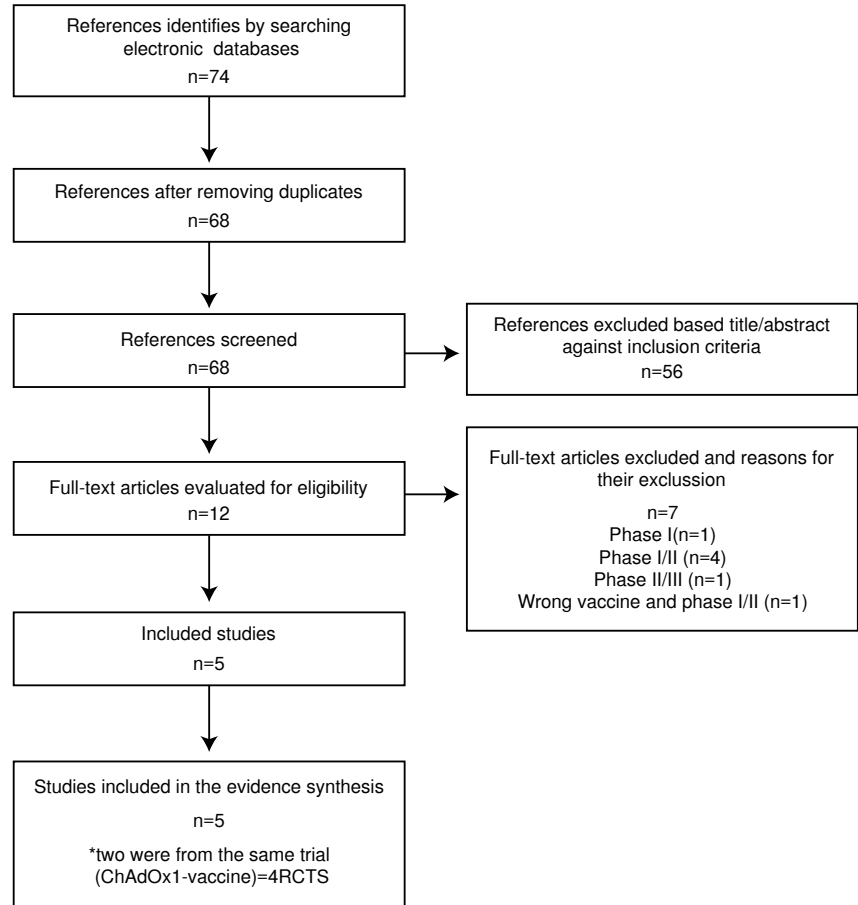 References identifies by searching
electronic databases
n=74
References after removing duplicates
n=68
References screened
n=68
References excluded based title/abstract
against inclusion criteria
n=56
Full-text articles evaluated for eligibility
n=12
Full-text articles excluded and reasons for
their exclussion
n=7
Phase I(n=1)
Phase I/II (n=4)
Phase II/III (n=1)
Wrong vaccine and phase I/II (n=1)
Included studies
n=5
Studies included in the evidence synthesis
n=5
*two were from the same trial
(ChAdOx1-vaccine)=4RCTS